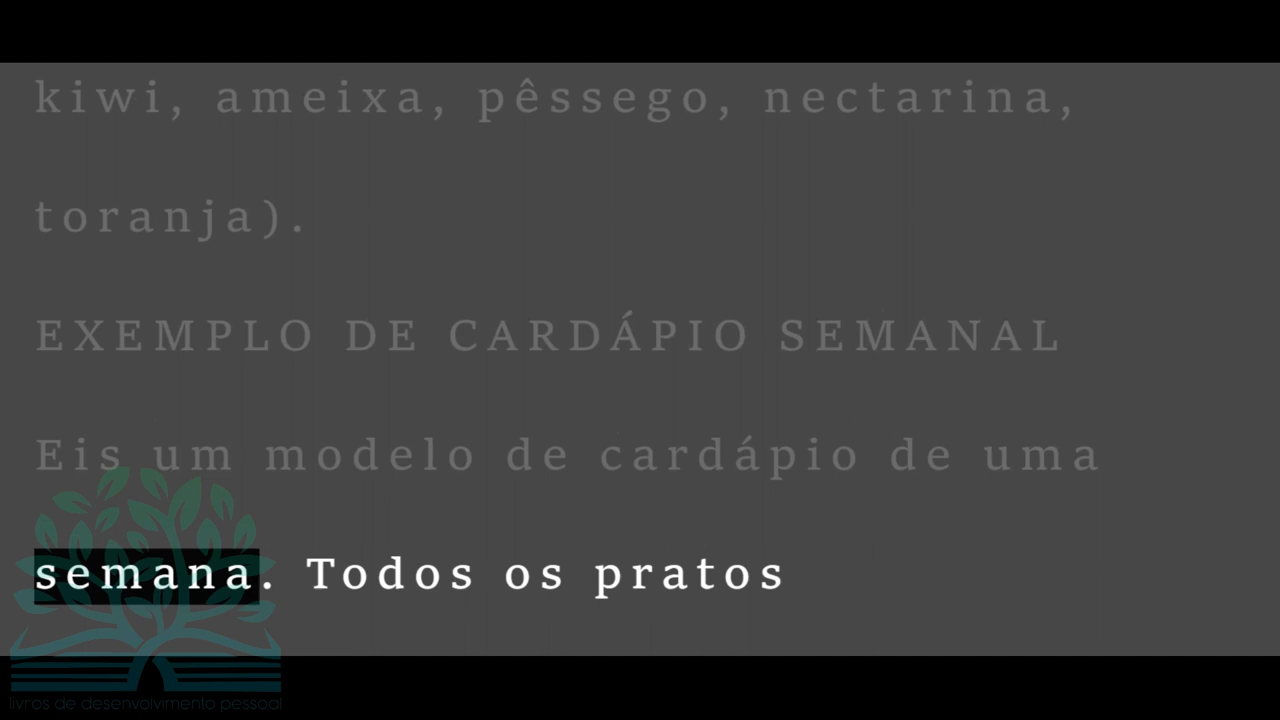 kiwi, ameixa, pêssego, nectarina,
toranja).
EXEMPLO DE CARDÁPIO SEMANAL
Eis um modelo de cardápio de uma
semana. Todos os pratos
livros de desenvolvimento pessoal